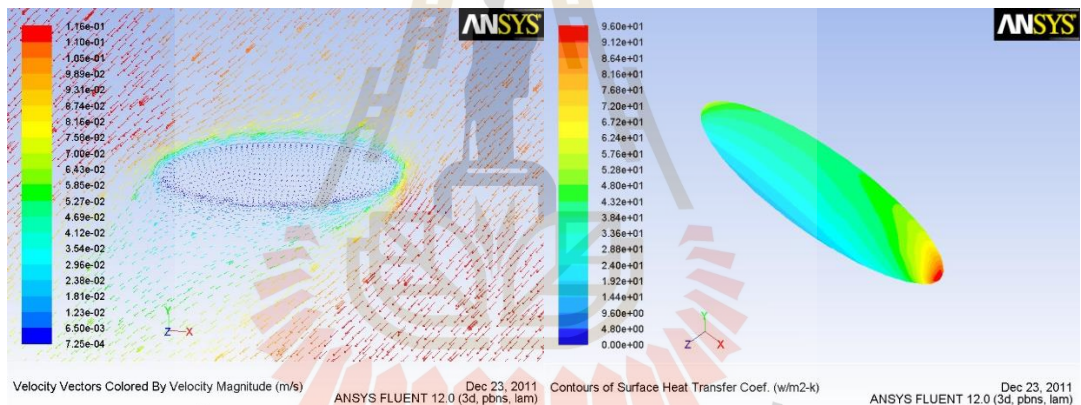 ANSYS
1.16e-01
1.10e-01
1.05e-01
9.89e-02
9.31e-02
8.74e-02
7.58e-02
7.00e-02
6.43e-02
5.85e-02
5.27e-02
4.69e-02
4.12e-02
3.54e-02
2.96e-02
2.38e-02
1.81e-02
1.23e-02
6.50e-03
7.25e-04
Y
Z X
Velocity Vectors Colored By Velocity Magnitude (m/s)
Dec 23, 2011
ANSYS FLUENT 12.0 (3d, pbns, lam)
ANSYS
9.60e+01
9.12e+01
8.64e+01
8.16e+01
7.68e+01
7.20e+01
6.72e+01
6.24e+01
5.76e+01
5.28e+01
4.80e+01
4.32e+01
3.84e+01
3.36e+01
2.88e+01
2.40e+01
1.92e+01
1.44e+01
9.60e+00
4.80e+00
0.00e+00
Y
Z X
Contours of Surface Heat Transfer Coef. (w/m2-k)
Dec 23, 2011
ANSYS FLUENT 12.0 (3d, pbns, lam)